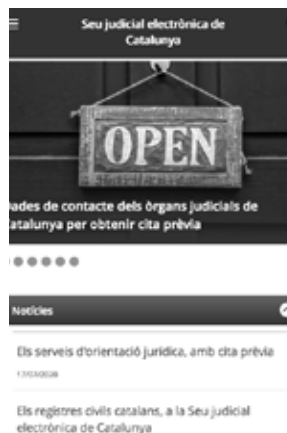 Seu judicial electrònica de
Catalunya
OPEN
ades de contacte dels òrgans judicials de
atalunya per obtenir cita prèvia
Notícies
Els serveis d'orientació jurídica, amb cita prèvia
Els registres civils catalans, a la Seu judicial
electrònica de Catalunya